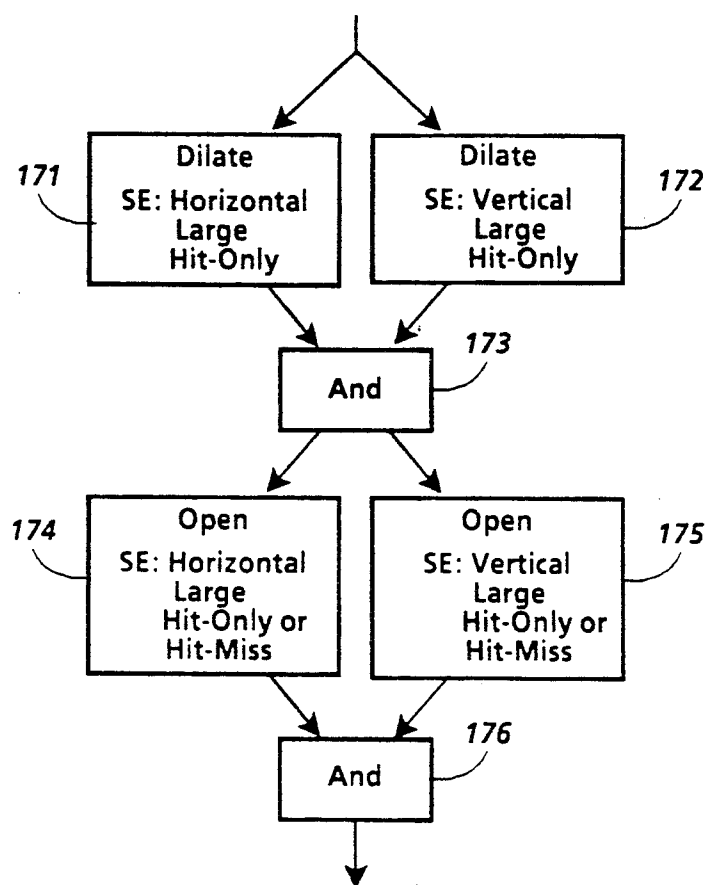 Dilate
SE: Horizontal
Large
Hit-Only
171
Dilate
SE: Vertical
Large
Hit-Only
172
And
173
Open
SE: Horizontal
Large
Hit-Only or
Hit-Miss
174
Open
SE: Vertical
Large
Hit-Only or
Hit-Miss
175
And
176